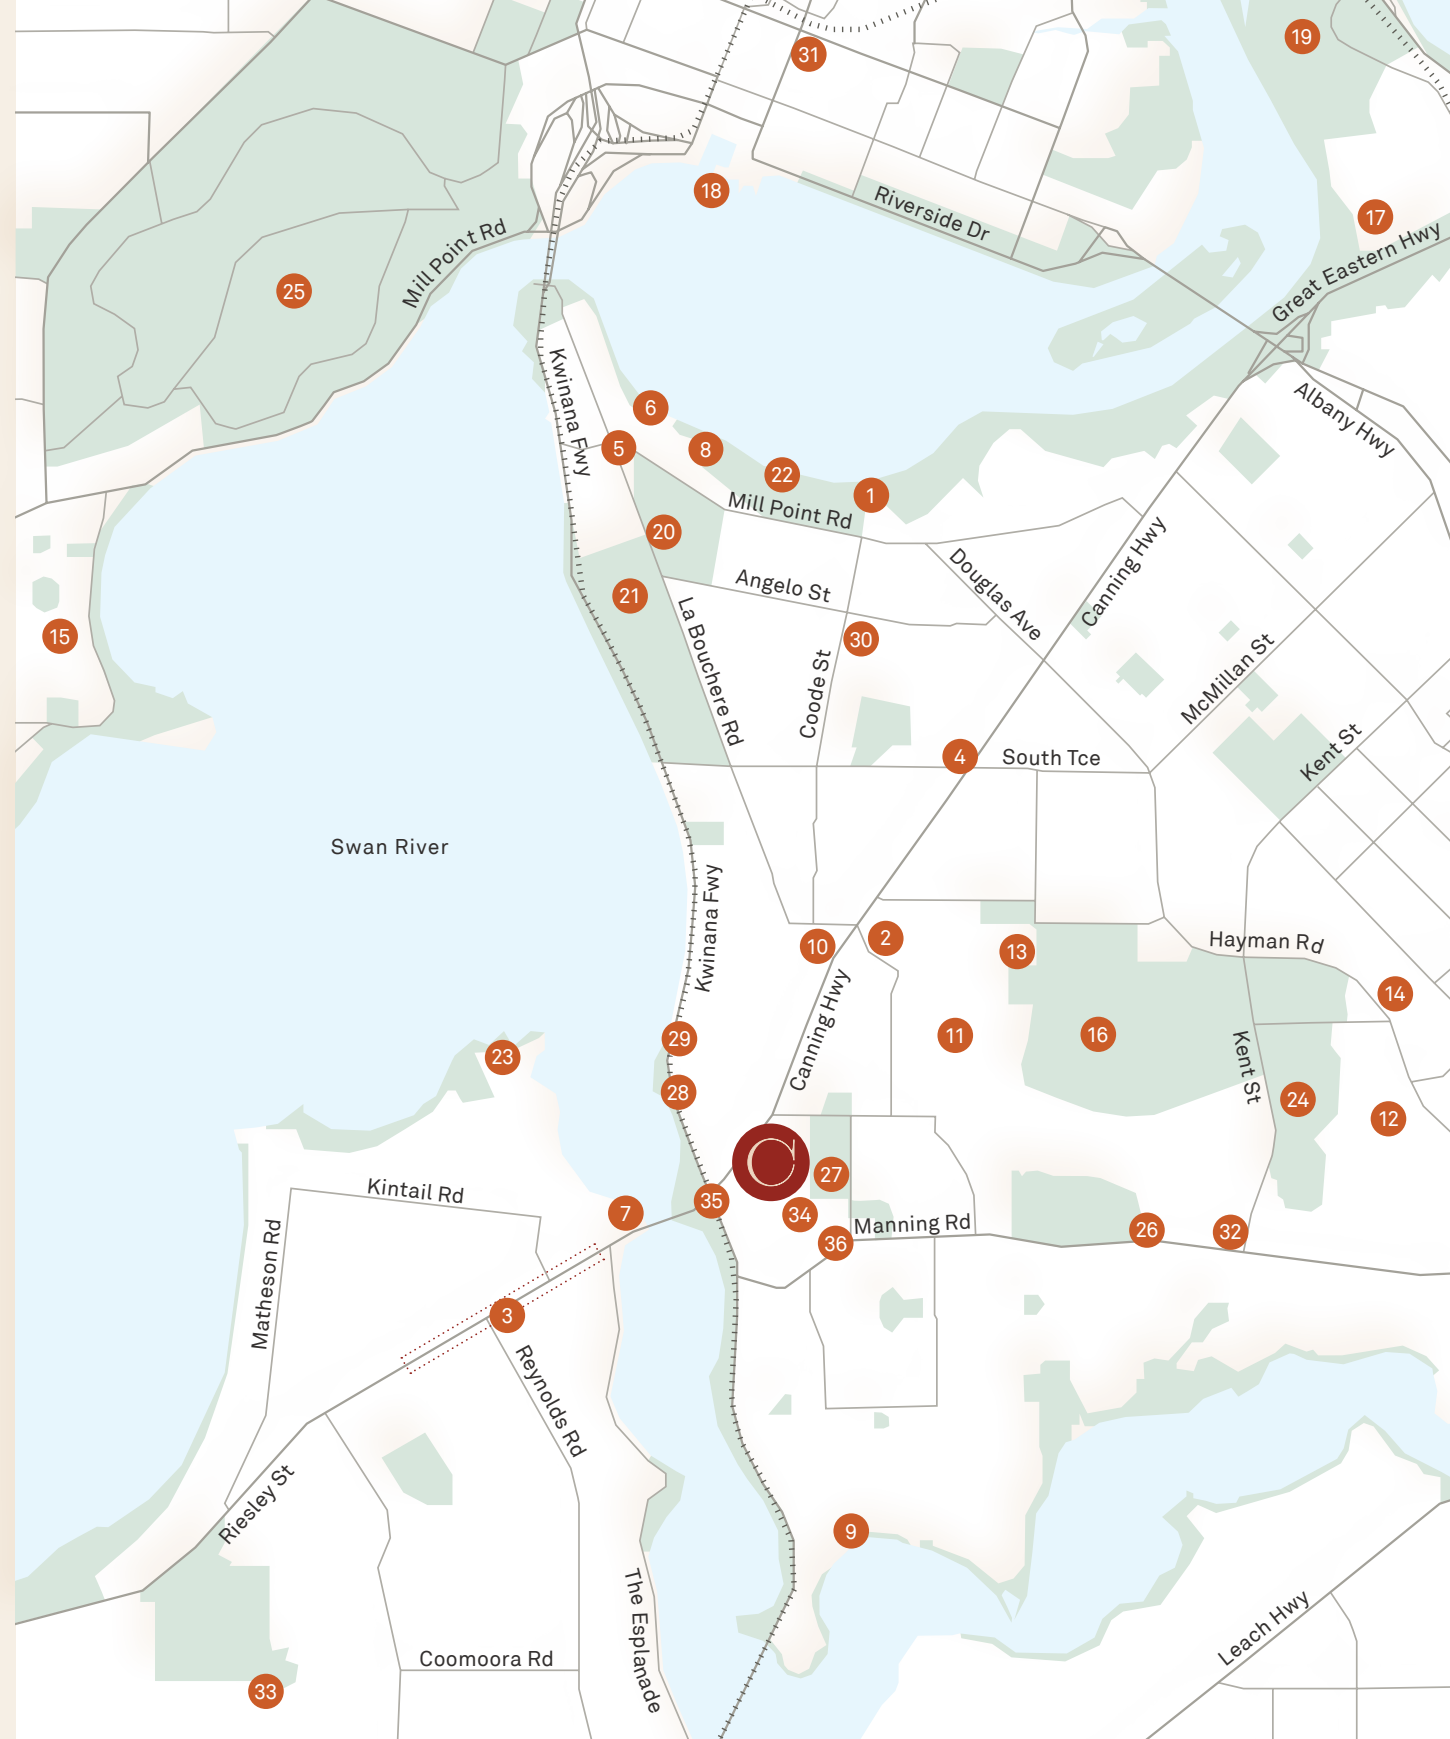 19
31
18
Riverside Dr
17
Great Eastern Hwy
Mill Point Rd
25
Kwinana Fwy
6
5
8
22
1
Mill Point Rd
Albany Hwy
20
21
Angelo St
Douglas Ave
Canning Hwy
15
La Bouchere Rd
30
Coode St
McMillan St
Kent St
4
South Tce
Swan River
Kwinana Fwy
10
2
13
Hayman Rd
14
Canning Hwy
29
11
16
23
28
Kent St
24
12
C
27
Kintail Rd
7
35
34
36
Manning Rd
26
32
Matheson Rd
3
Reynolds Rd
Riesley St
9
The Esplanade
Leach Hwy
Coomoora Rd
33